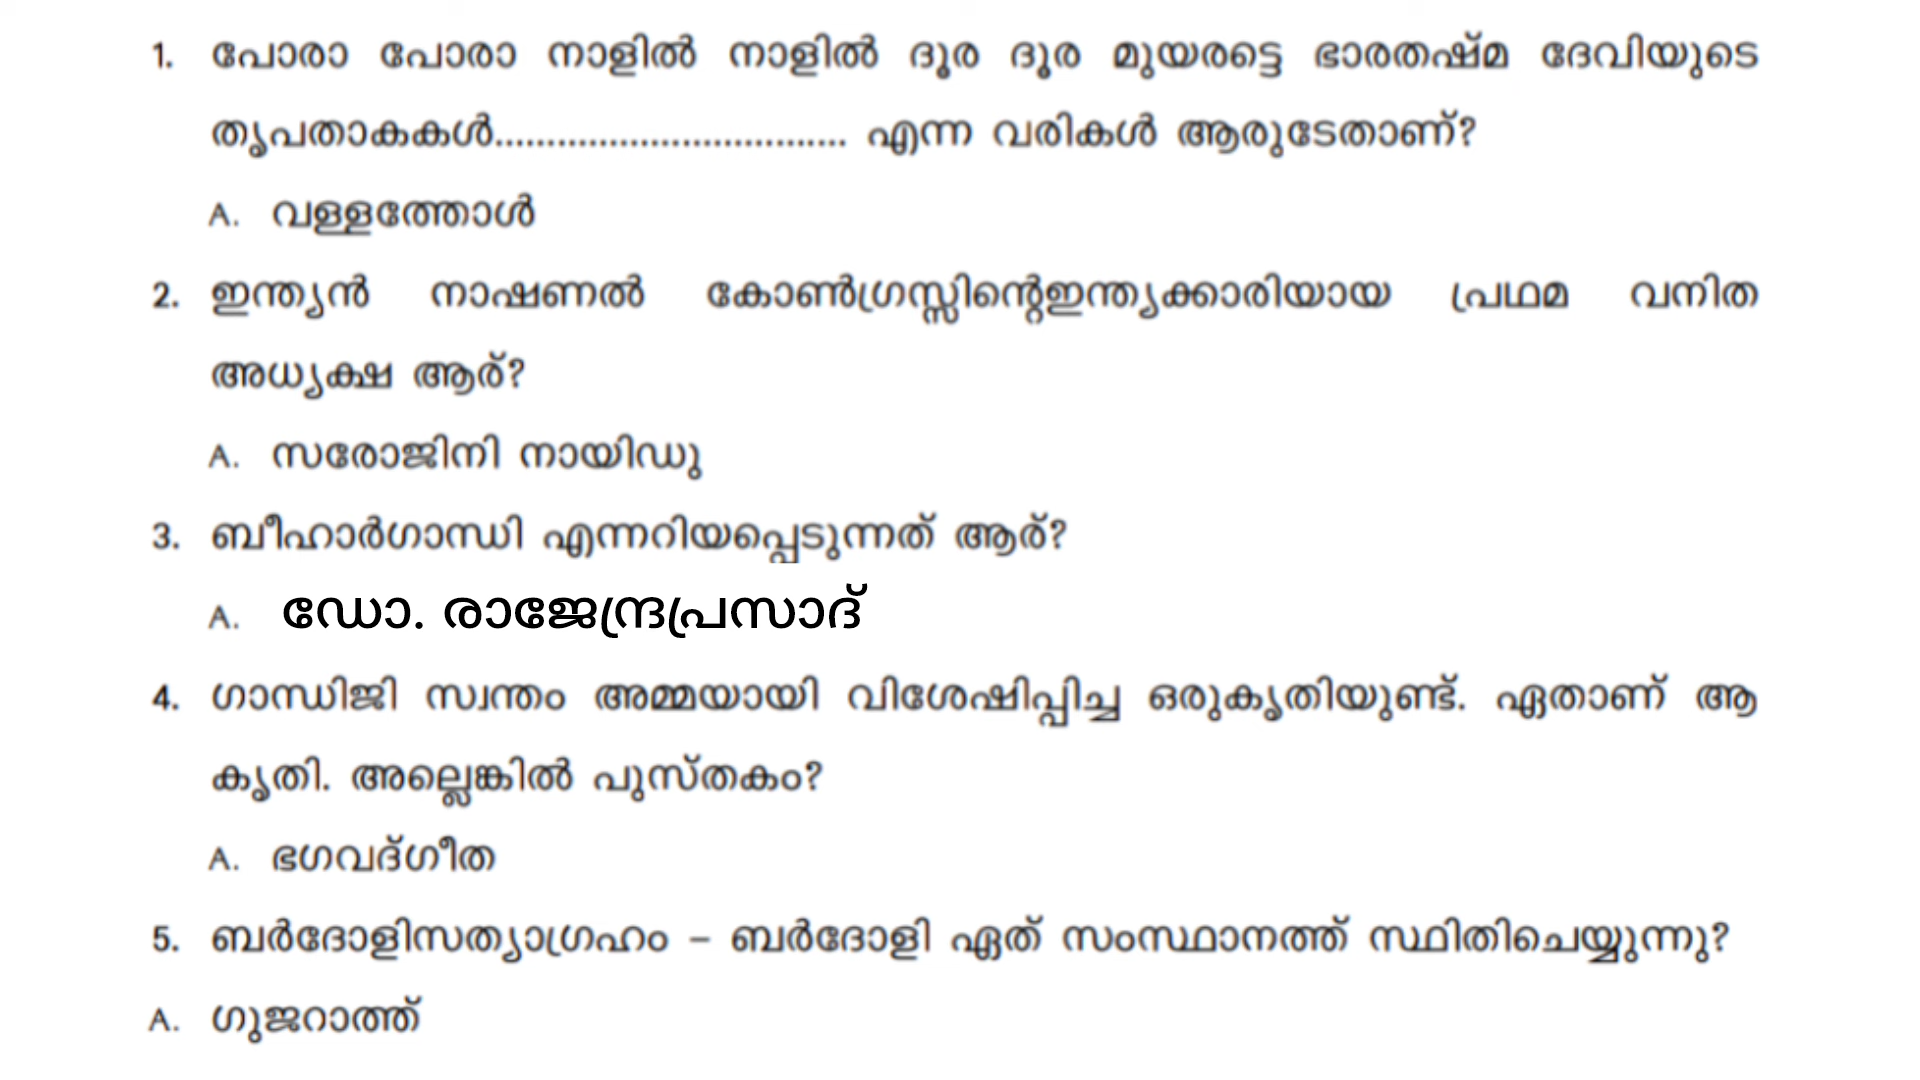 1. പോരാ പോരാ നാളിൽ നാളിൽ ദൂര ദൂര മുയരട്ടെ ഭാരതഷ്മ ദേവിയുടെ
തൃപതാകകൾ.................................. എന്ന വരികൾ ആരുടേതാണ്?
A. വള്ളത്തോൾ
2. ഇന്ത്യൻ നാഷണൽ കോൺഗ്രസ്സിന്റെഇന്ത്യക്കാരിയായ പ്രഥമ വനിത
അധ്യക്ഷ ആര്?
A. സരോജിനി നായിഡു
3. ബീഹാർഗാന്ധി എന്നറിയപ്പെടുന്നത് ആര്?
A. ഡോ. രാജേന്ദ്രപ്രസാദ്
4. ഗാന്ധിജി സ്വന്തം അമ്മയായി വിശേഷിപ്പിച്ച ഒരുകൃതിയുണ്ട്. ഏതാണ് ആ
കൃതി. അല്ലെങ്കിൽ പുസ്തകം?
A. ഭഗവദ്ഗീത
5. ബർദോളിസത്യാഗ്രഹം – ബർദോളി ഏത് സംസ്ഥാനത്ത് സ്ഥിതിചെയ്യുന്നു?
A. ഗുജറാത്ത്